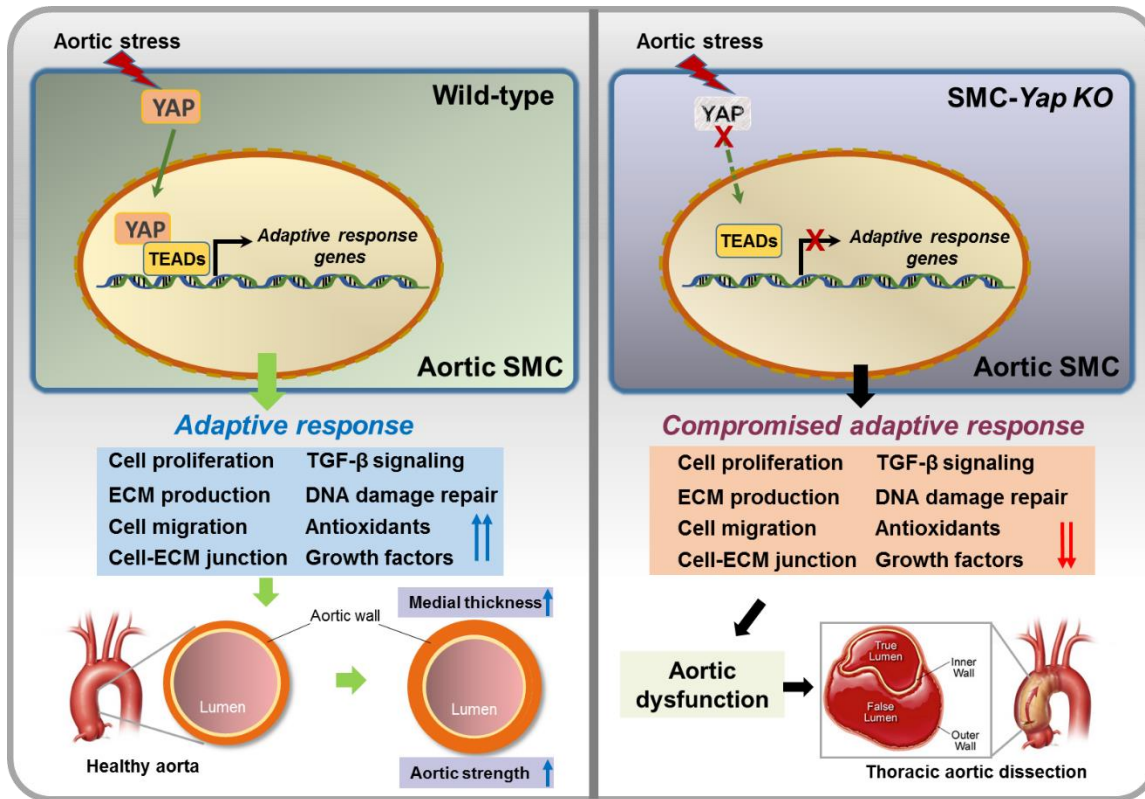 Aortic stress
YAP
Wild-type
YAP
TEADs
Adaptive response
genes
Aortic SMC
Adaptive response
Cell proliferation TGF-β signaling
ECM production DNA damage repair
Cell migration Antioxidants
Cell-ECM junction Growth factors
Medial thickness
Aortic wall
Lumen
Lumen
Healthy aorta
Aortic strength
Aortic stress
YAP
X
SMC-Yap KO
TEADs
X
Adaptive response
genes
Aortic SMC
Compromised adaptive response
Cell proliferation TGF-β signaling
ECM production DNA damage repair
Cell migration Antioxidants
Cell-ECM junction Growth factors
Aortic
dysfunction
True
Lumen
Inner
Wall
False
Lumen
Outer
Wall
Thoracic aortic dissection